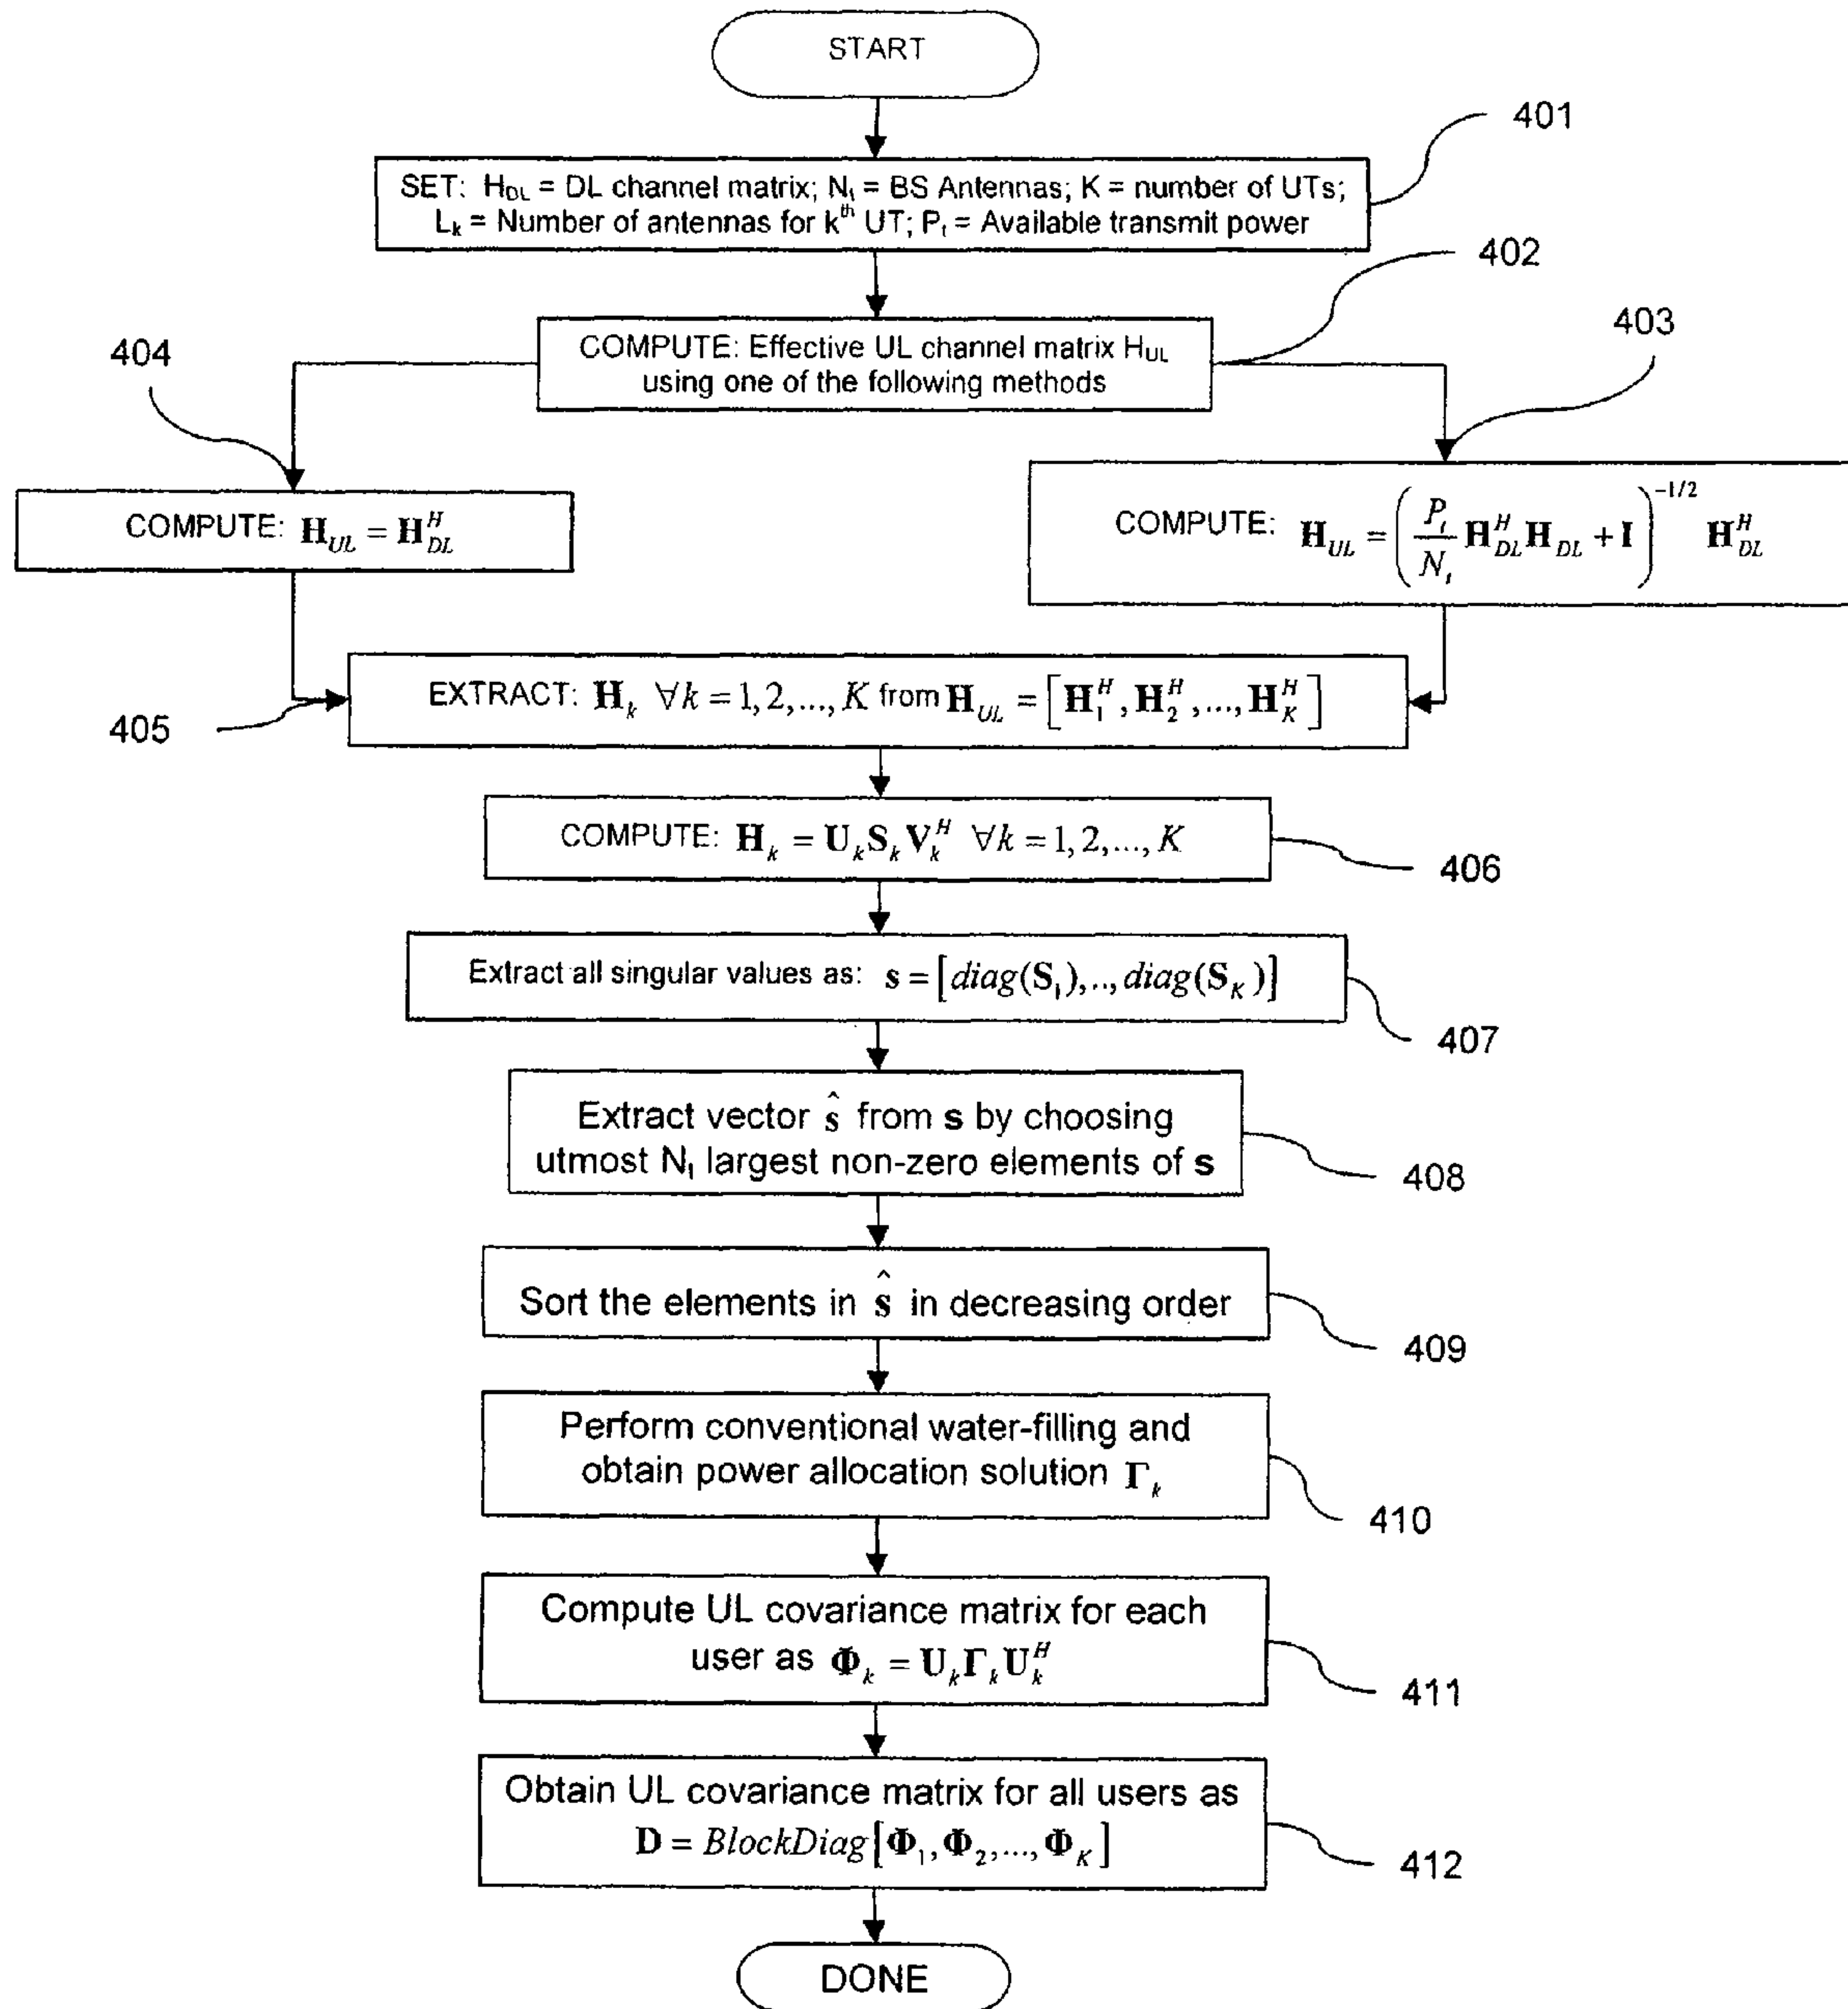 START
401
SET: H_DL = DL channel matrix; N_t = BS Antennas; K = number of UTs;
L_k = Number of antennas for k^th UT; P_t = Available transmit power
402
COMPUTE: Effective UL channel matrix H_UL
using one of the following methods
403
404
COMPUTE: H_UL = H_DL^H
COMPUTE: H_UL = (P_t/N_t H_DL^H H_DL + I)^-1/2 H_DL^H
EXTRACT: H_k ∀k = 1,2,...,K from H_UL = [H_1^H, H_2^H,..., H_K^H]
405
COMPUTE: H_k = U_k S_k V_k^H ∀k = 1,2,...,K
406
Extract all singular values as: s = [diag(S_1),.., diag(S_K)]
407
Extract vector ŝ from s by choosing
utmost N_t largest non-zero elements of s
408
Sort the elements in ŝ in decreasing order
409
Perform conventional water-filling and
obtain power allocation solution Γ_k
410
Compute UL covariance matrix for each
user as Φ_k = U_k Γ_k U_k^H
411
Obtain UL covariance matrix for all users as
D = BlockDiag[Φ_1, Φ_2,..., Φ_K]
412
DONE